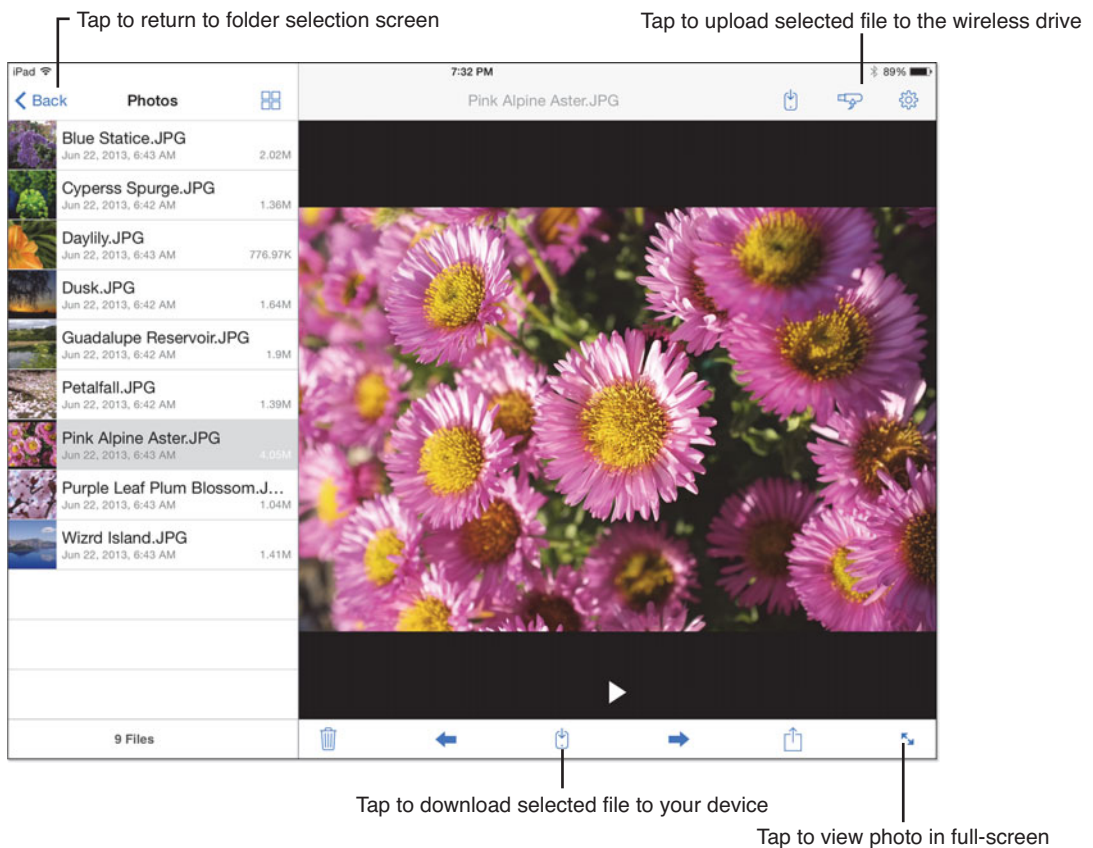 Tap to return to folder selection screen
Tap to upload selected file to the wireless drive
iPad
7:32 PM
89%
Back
Photos
Pink Alpine Aster.JPG
Blue Statice.JPG
Jun 22, 2013, 6:43 AM 2.02M
Cyperss Spurge.JPG
Jun 22, 2013, 6:42 AM 1.36M
Daylily.JPG
Jun 22, 2013, 6:43 AM 776.97K
Dusk.JPG
Jun 22, 2013, 6:42 AM 1.64M
Guadalupe Reservoir.JPG
Jun 22, 2013, 6:42 AM 1.9M
Petalfall.JPG
Jun 22, 2013, 6:42 AM 1.39M
Pink Alpine Aster.JPG
Jun 22, 2013, 6:43 AM 4.05M
Purple Leaf Plum Blossom.J...
Jun 22, 2013, 6:43 AM 1.04M
Wizrd Island.JPG
Jun 22, 2013, 6:43 AM 1.41M
9 Files
Tap to download selected file to your device
Tap to view photo in full-screen